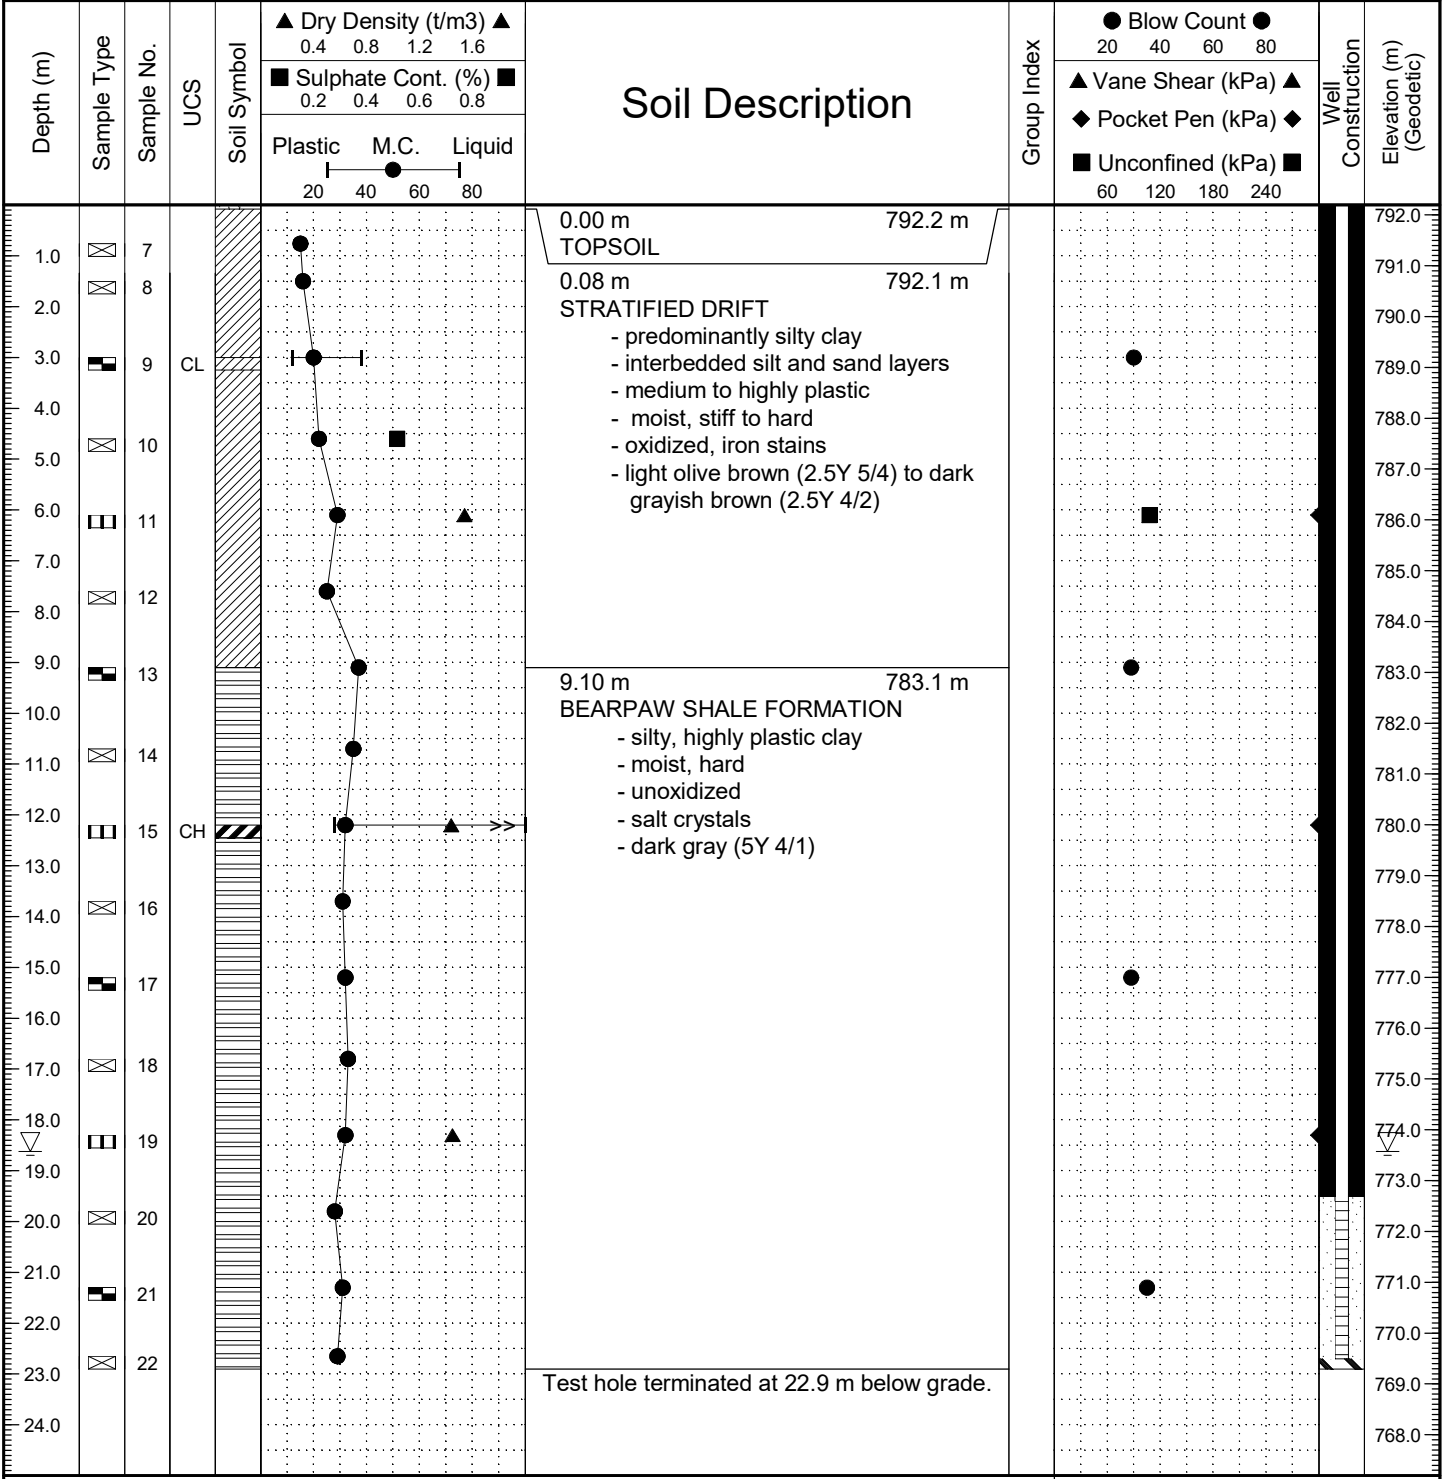 Depth (m)
Sample Type
Sample No.
UCS
Soil Symbol
▲ Dry Density (t/m3) ▲
0.4 0.8 1.2 1.6
■ Sulphate Cont. (%) ■
0.2 0.4 0.6 0.8
Plastic M.C. Liquid
20 40 60 80
Soil Description
Group Index
● Blow Count ●
20 40 60 80
▲ Vane Shear (kPa) ▲
◆ Pocket Pen (kPa) ◆
■ Unconfined (kPa) ■
60 120 180 240
Well
Construction
Elevation (m)
(Geodetic)
0.00 m 792.2 m
TOPSOIL
0.08 m 792.1 m
STRATIFIED DRIFT
- predominantly silty clay
- interbedded silt and sand layers
- medium to highly plastic
- moist, stiff to hard
- oxidized, iron stains
- light olive brown (2.5Y 5/4) to dark
grayish brown (2.5Y 4/2)
9.10 m 783.1 m
BEARPAW SHALE FORMATION
- silty, highly plastic clay
- moist, hard
- unoxidized
- salt crystals
- dark gray (5Y 4/1)
Test hole terminated at 22.9 m below grade.
1.0
2.0
3.0
4.0
5.0
6.0
7.0
8.0
9.0
10.0
11.0
12.0
13.0
14.0
15.0
16.0
17.0
18.0
19.0
20.0
21.0
22.0
23.0
24.0
7
8
9
10
11
12
13
14
15
16
17
18
19
20
21
22
CL
CH
>>
792.0
791.0
790.0
789.0
788.0
787.0
786.0
785.0
784.0
783.0
782.0
781.0
780.0
779.0
778.0
777.0
776.0
775.0
774.0
773.0
772.0
771.0
770.0
769.0
768.0